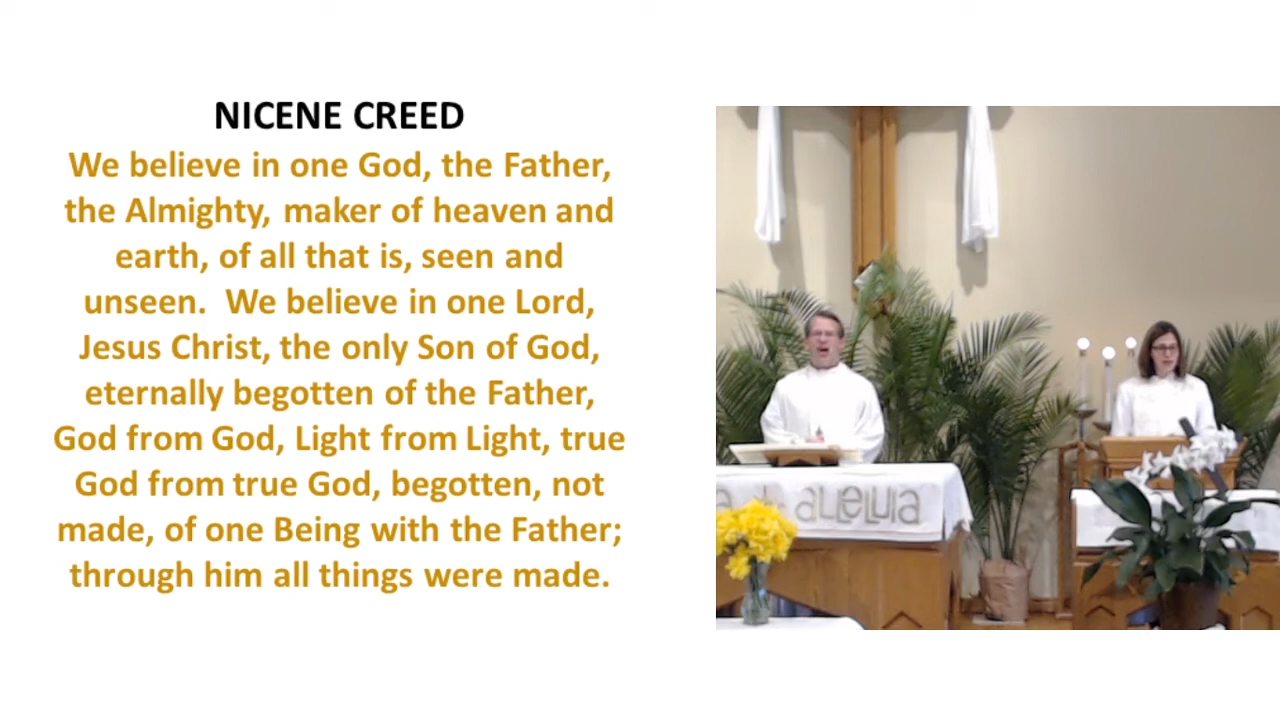 NICENE CREED
We believe in one God, the Father,
the Almighty, maker of heaven and
earth, of all that is, seen and
unseen.  We believe in one Lord,
Jesus Christ, the only Son of God,
eternally begotten of the Father,
God from God, Light from Light, true
God from true God, begotten, not
made, of one Being with the Father;
through him all things were made.
aLLeLuia